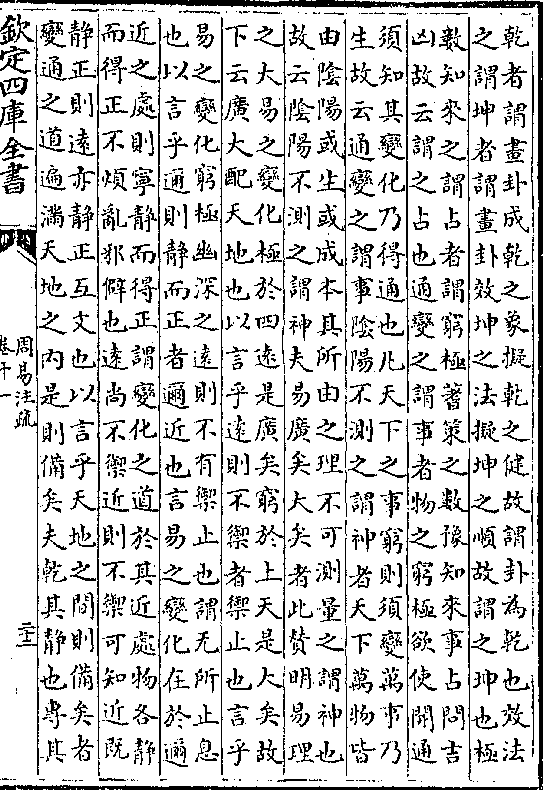 乾者謂畫卦成乾之象擬乾之健故謂卦為乾也效法
之謂坤者謂畫卦效坤之法擬坤之順故謂之坤也極
數知來之謂占者謂窮極蓍策之數豫知來事占問吉
凶故云謂之占也通變之謂事者物之窮極欲使開通
須知其變化乃得通也凡天下之事窮則須變萬事乃
生故云通變之謂事陰陽不測之謂神者天下萬物皆
由陰陽或生或成本其所由之理不可測量之謂神也
故云陰陽不測之謂神夫易廣矣大矣者此賛明易理
之大易之變化極於四遠是廣矣窮於上天是大矣故
下云廣大配天地也以言乎遠則不禦者禦止也言乎
易之變化窮極幽深之遠則不有禦止也謂无所止息
也以言乎邇則靜而正者邇近也言易之變化在於邇
近之處則寧靜而得正謂變化之道於其近處物各靜
而得正不煩亂邪僻也遠尚不禦近則不禦可知近既
靜正則遠亦靜正互文也以言乎天地之間則備矣者
變通之道遍滿天地之内是則備矣夫乾其靜也專其
欽定四庫全書
周易注疏
卷十一